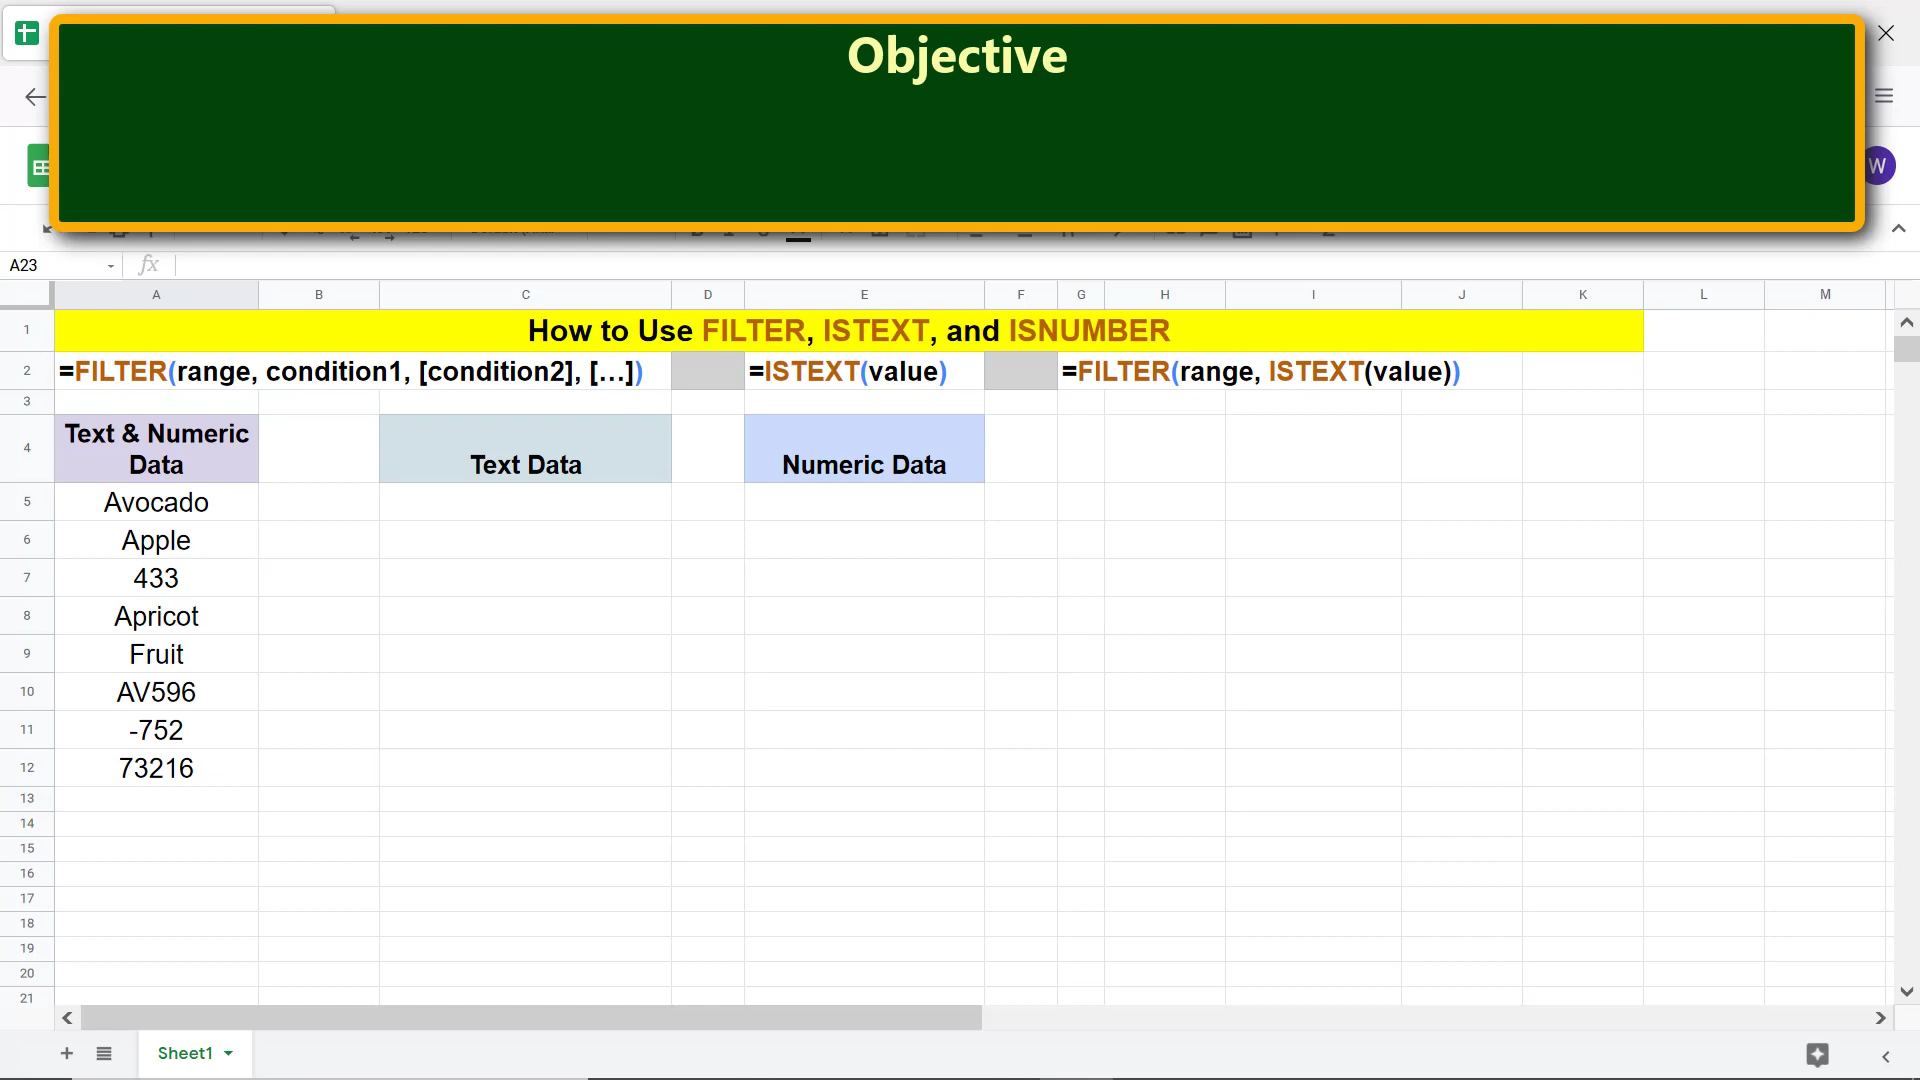 Objective
W
A23
fx
A B C D E F G H I J K L M
1 How to Use FILTER, ISTEXT, and ISNUMBER
2 =FILTER(range, condition1, [condition2], [...]) =ISTEXT(value) =FILTER(range, ISTEXT(value))
3
4 Text & Numeric Data Text Data Numeric Data
5 Avocado
6 Apple
7 433
8 Apricot
9 Fruit
10 AV596
11 -752
12 73216
13
14
15
16
17
18
19
20
21
Sheet1